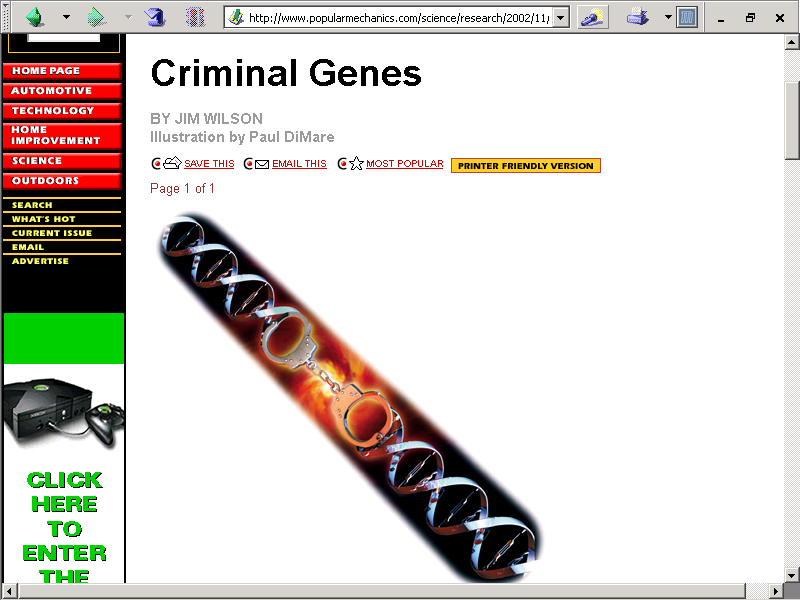 http://www.popularmechanics.com/science/research/2002/11/
HOME PAGE
AUTOMOTIVE
TECHNOLOGY
HOME
IMPROVEMENT
SCIENCE
OUTDOORS
SEARCH
WHAT'S HOT
CURRENT ISSUE
EMAIL
ADVERTISE
CLICK
HERE
TO
ENTER
THE
Criminal Genes
BY JIM WILSON
Illustration by Paul DiMare
SAVE THIS EMAIL THIS MOST POPULAR PRINTER FRIENDLY VERSION
Page 1 of 1